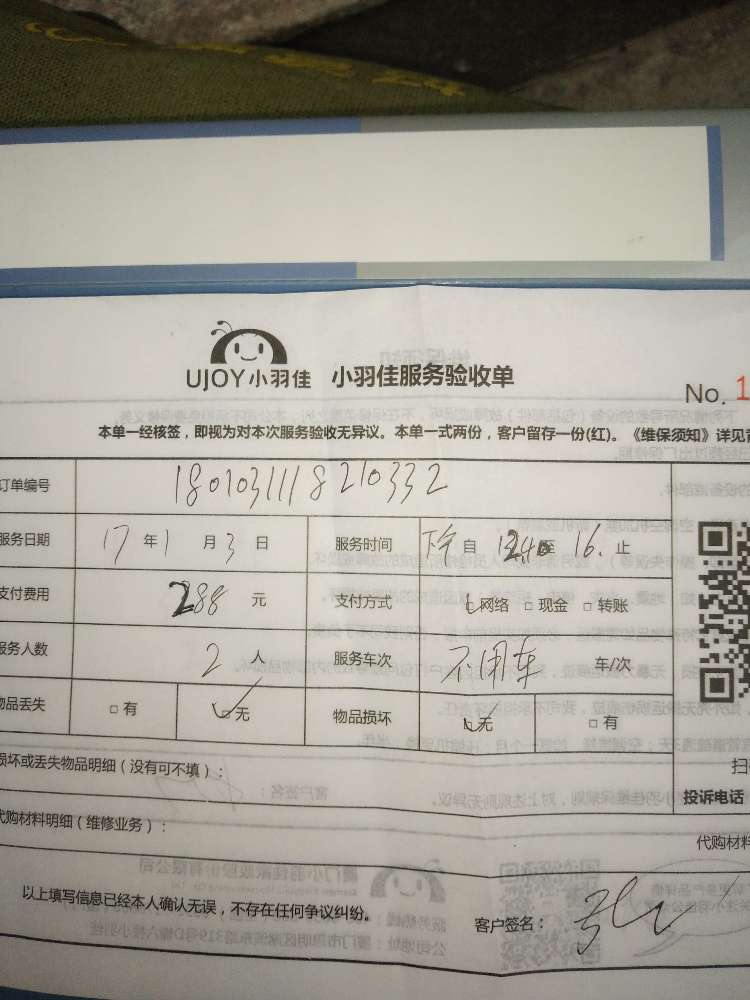 UJOY小羽佳 小羽佳服务验收单
No. 1
本单一经核签，即视为对本次服务验收无异议。本单一式两份，客户留存一份(红)。《维保须知》详见背
订单编号 1801031118210332
服务日期 17年1月3日 服务时间 下午自 至16.止
支付费用 288元 支付方式 网络 □现金 □转账
服务人数 2人 服务车次 不用车 车/次
物品丢失 □有 □无 物品损坏 无 □有
损坏或丢失物品明细（没有可不填）：
扫
投诉电话
代购材料明细（维修业务）：
代购材料
以上填写信息已经本人确认无误，不存在任何争议纠纷。
客户签名：